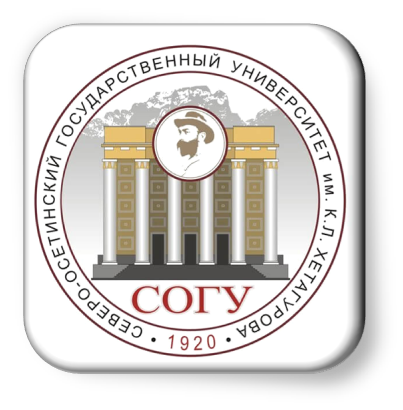 СЕВЕРО-ОСЕТИНСКИЙ ГОСУДАРСТВЕННЫЙ УНИВЕРСИТЕТ им. К.Л. ХЕТАГУРОВА
СОГУ
• 1920 •